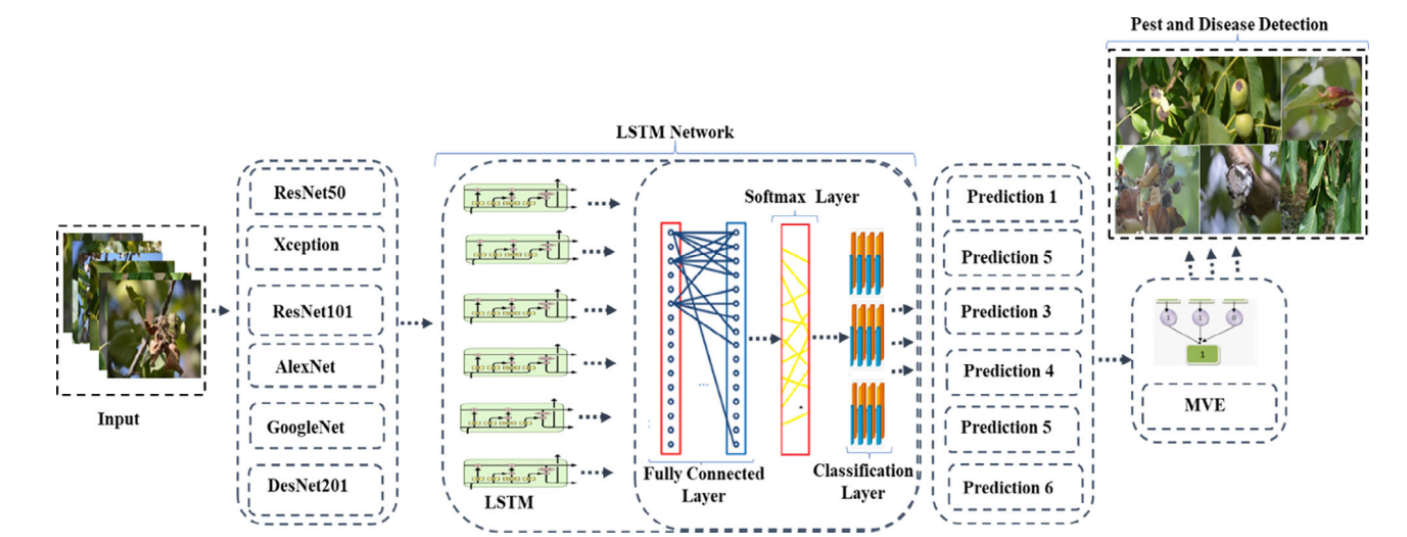 Pest and Disease Detection
LSTM Network
ResNet50
Xception
ResNet101
AlexNet
GoogleNet
DesNet201
Input
LSTM
Softmax Layer
...
Fully Connected
Layer
Classification
Layer
Prediction 1
Prediction 5
Prediction 3
Prediction 4
Prediction 5
Prediction 6
1 1 0
1
MVE